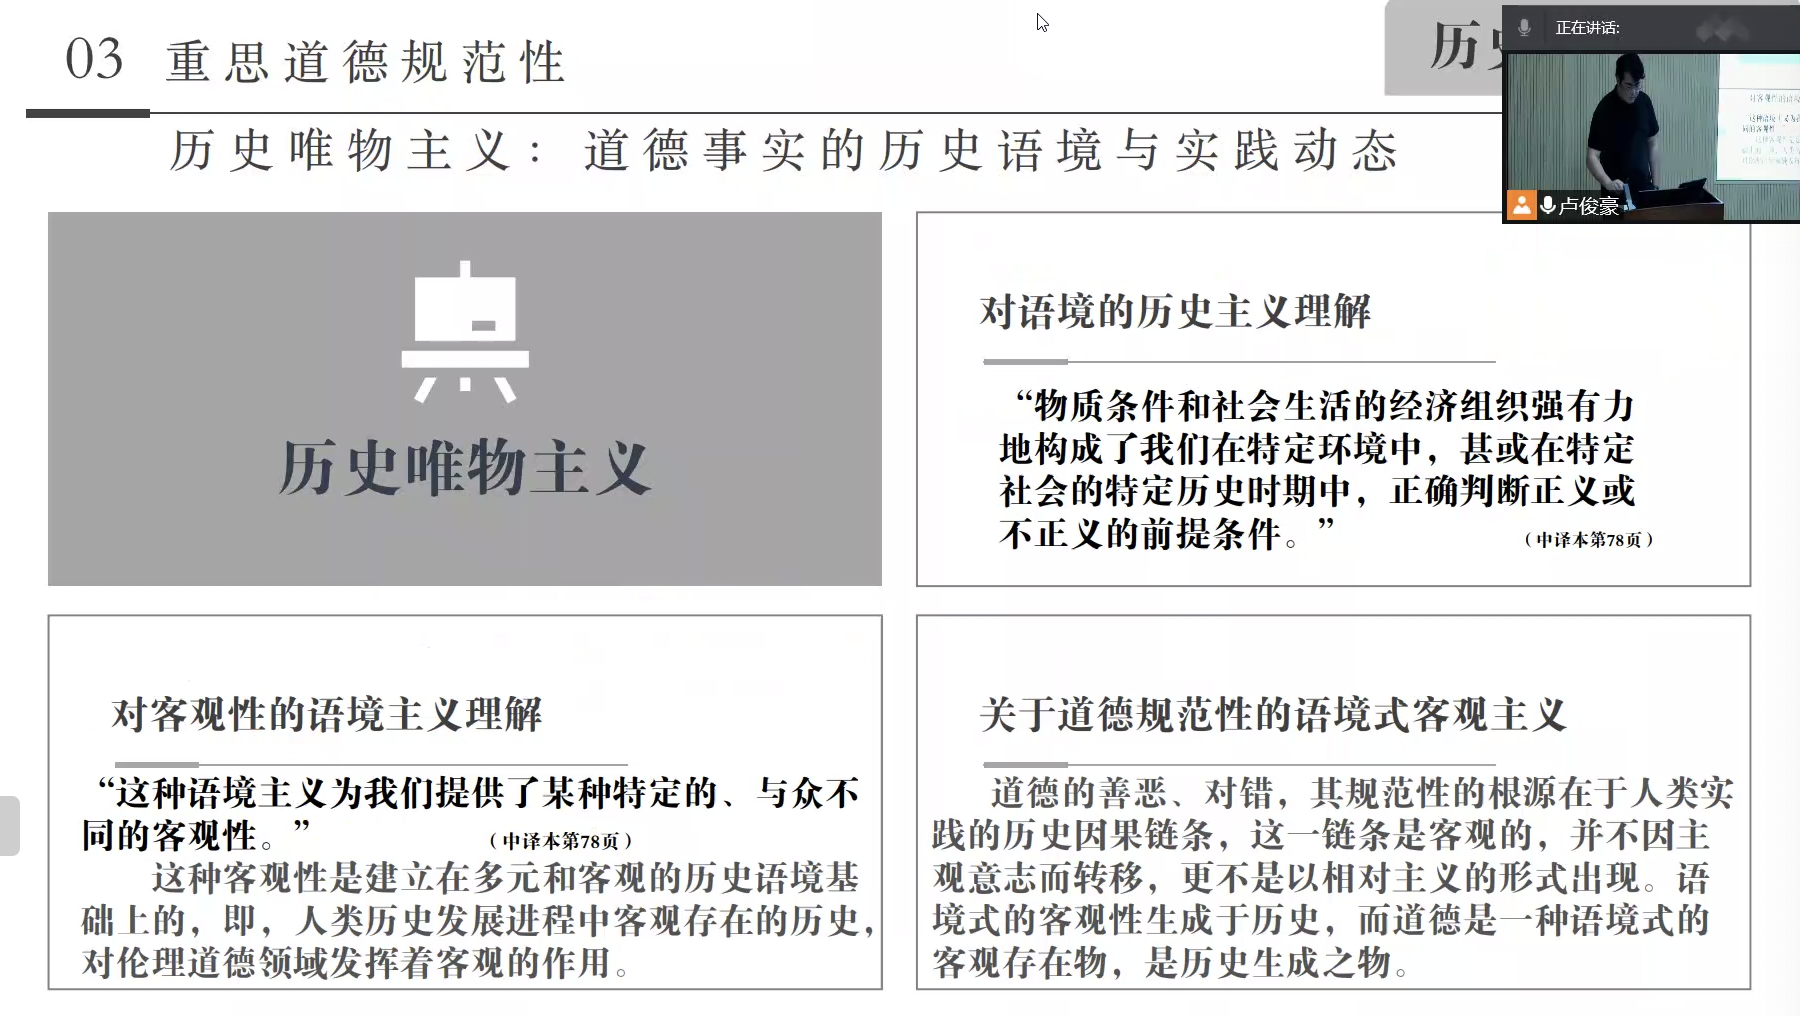 03 重思道德规范性
历史
正在讲话:
历史唯物主义：道德事实的历史语境与实践动态
卢俊豪
历史唯物主义
对语境的历史主义理解
“物质条件和社会生活的经济组织强有力
地构成了我们在特定环境中，甚或在特定
社会的特定历史时期中，正确判断正义或
不正义的前提条件。”
（中译本第78页）
对客观性的语境主义理解
“这种语境主义为我们提供了某种特定的、与众不
同的客观性。”
（中译本第78页）
这种客观性是建立在多元和客观的历史语境基
础上的，即，人类历史发展进程中客观存在的历史，
对伦理道德领域发挥着客观的作用。
关于道德规范性的语境式客观主义
道德的善恶、对错，其规范性的根源在于人类实
践的历史因果链条，这一链条是客观的，并不因主
观意志而转移，更不是以相对主义的形式出现。语
境式的客观性生成于历史，而道德是一种语境式的
客观存在物，是历史生成之物。